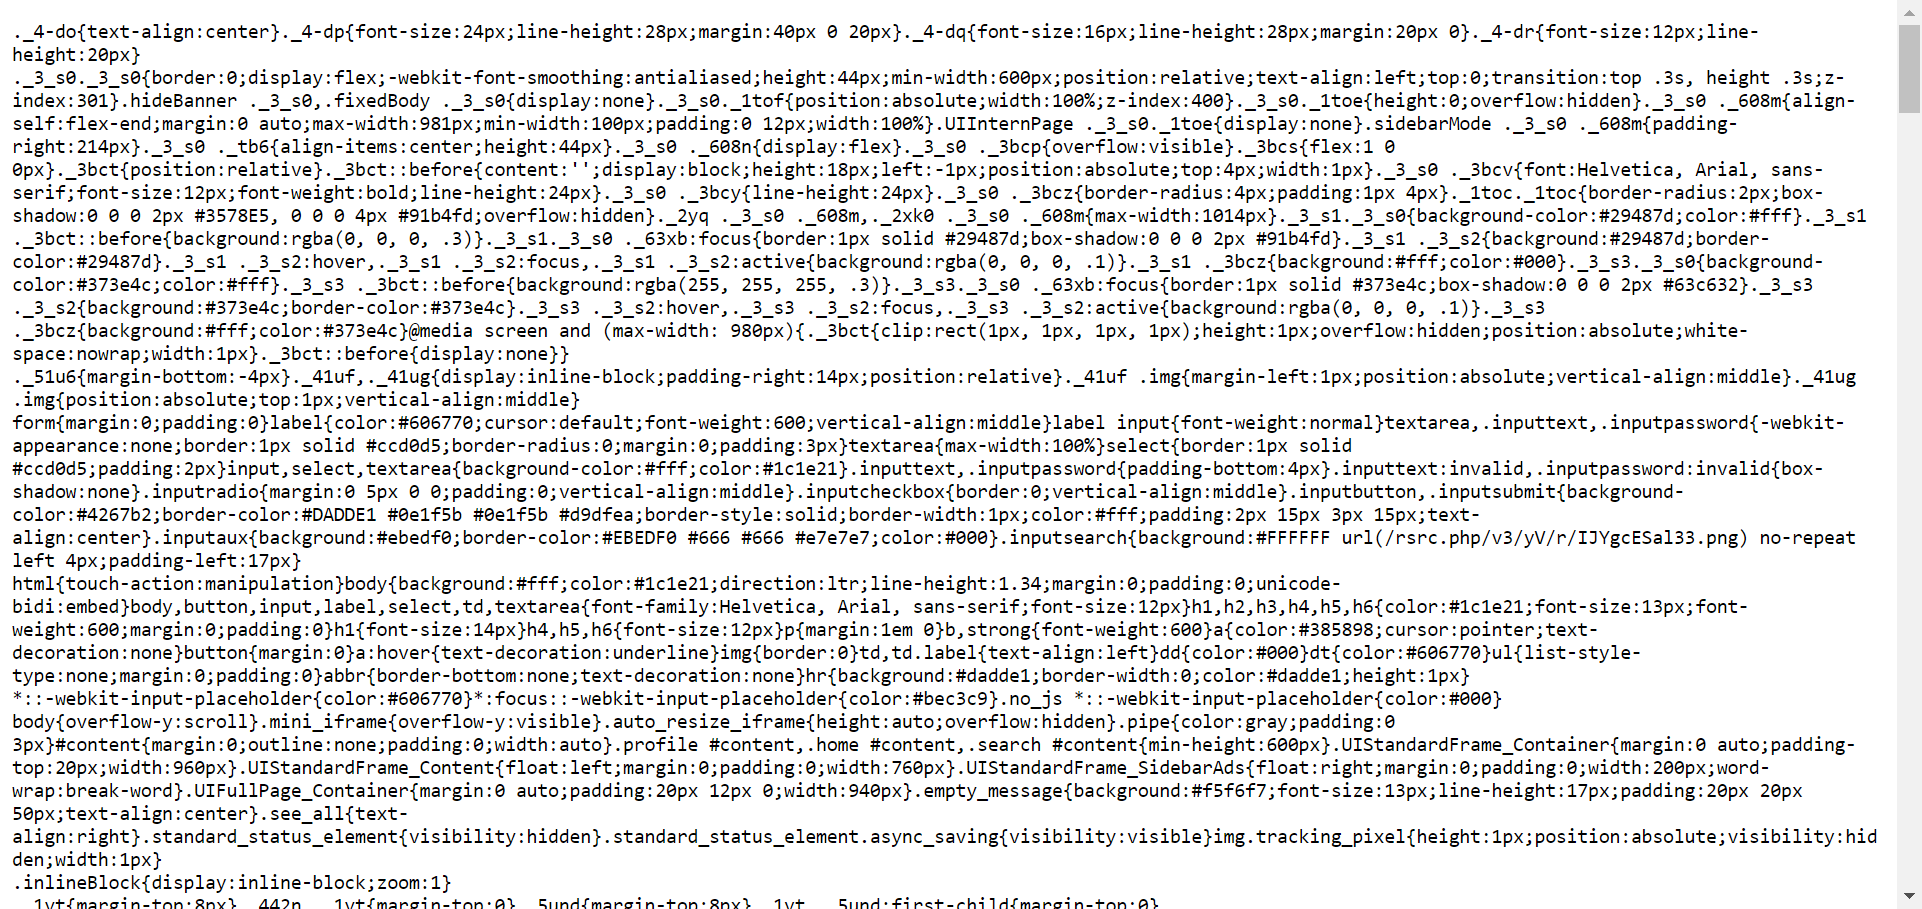 ._4-do{text-align:center}._4-dp{font-size:24px;line-height:28px;margin:40px 0 20px}._4-dq{font-size:16px;line-height:28px;margin:20px 0}._4-dr{font-size:12px;line-
height:20px}
._3_s0._3_s0{border:0;display:flex;-webkit-font-smoothing:antialiased;height:44px;min-width:600px;position:relative;text-align:left;top:0;transition:top .3s, height .3s;z-
index:301}.hideBanner ._3_s0,.fixedBody ._3_s0{display:none}._3_s0._1tof{position:absolute;width:100%;z-index:400}._3_s0._1toe{height:0;overflow:hidden}._3_s0 ._608m{align-
self:flex-end;margin:0 auto;max-width:981px;min-width:100px;padding:0 12px;width:100%}.UIInternPage ._3_s0._1toe{display:none}.sidebarMode ._3_s0 ._608m{padding-
right:214px}._3_s0 ._tb6{align-items:center;height:44px}._3_s0 ._608n{display:flex}._3_s0 ._3bcp{overflow:visible}._3bcs{flex:1 0
0px}._3bct{position:relative}._3bct::before{content:'';display:block;height:18px;left:-1px;position:absolute;top:4px;width:1px}._3_s0 ._3bcv{font:Helvetica, Arial, sans-
serif;font-size:12px;font-weight:bold;line-height:24px}._3_s0 ._3bcy{line-height:24px}._3_s0 ._3bcz{border-radius:4px;padding:1px 4px}._1toc._1toc{border-radius:2px;box-
shadow:0 0 0 2px #3578E5, 0 0 0 4px #91b4fd;overflow:hidden}._2yq ._3_s0 ._608m,._2xk0 ._3_s0 ._608m{max-width:1014px}._3_s1._3_s0{background-color:#29487d;color:#fff}._3_s1
._3bct::before{background:rgba(0, 0, 0, .3)}._3_s1._3_s0 ._63xb:focus{border:1px solid #29487d;box-shadow:0 0 0 2px #91b4fd}._3_s1 ._3_s2{background:#29487d;border-
color:#29487d}._3_s1 ._3_s2:hover,._3_s1 ._3_s2:focus,._3_s1 ._3_s2:active{background:rgba(0, 0, 0, .1)}._3_s1 ._3bcz{background:#fff;color:#000}._3_s3._3_s0{background-
color:#373e4c;color:#fff}._3_s3 ._3bct::before{background:rgba(255, 255, 255, .3)}._3_s3._3_s0 ._63xb:focus{border:1px solid #373e4c;box-shadow:0 0 0 2px #63c632}._3_s3
._3_s2{background:#373e4c;border-color:#373e4c}._3_s3 ._3_s2:hover,._3_s3 ._3_s2:focus,._3_s3 ._3_s2:active{background:rgba(0, 0, 0, .1)}._3_s3
._3bcz{background:#fff;color:#373e4c}@media screen and (max-width: 980px){._3bct{clip:rect(1px, 1px, 1px, 1px);height:1px;overflow:hidden;position:absolute;white-
space:nowrap;width:1px}._3bct::before{display:none}}
._51u6{margin-bottom:-4px}._41uf,._41ug{display:inline-block;padding-right:14px;position:relative}._41uf .img{margin-left:1px;position:absolute;vertical-align:middle}._41ug
.img{position:absolute;top:1px;vertical-align:middle}
form{margin:0;padding:0}label{color:#606770;cursor:default;font-weight:600;vertical-align:middle}label input{font-weight:normal}textarea,.inputtext,.inputpassword{-webkit-
appearance:none;border:1px solid #ccd0d5;border-radius:0;margin:0;padding:3px}textarea{max-width:100%}select{border:1px solid
#ccd0d5;padding:2px}input,select,textarea{background-color:#fff;color:#1c1e21}.inputtext,.inputpassword{padding-bottom:4px}.inputtext:invalid,.inputpassword:invalid{box-
shadow:none}.inputradio{margin:0 5px 0 0;padding:0;vertical-align:middle}.inputcheckbox{border:0;vertical-align:middle}.inputbutton,.inputsubmit{background-
color:#4267b2;border-color:#DADDE1 #0e1f5b #0e1f5b #d9dfea;border-style:solid;border-width:1px;color:#fff;padding:2px 15px 3px 15px;text-
align:center}.inputaux{background:#ebedf0;border-color:#EBEDF0 #666 #666 #e7e7e7;color:#000}.inputsearch{background:#FFFFFF url(/rsrc.php/v3/yV/r/IJYgcESal33.png) no-repeat
left 4px;padding-left:17px}
html{touch-action:manipulation}body{background:#fff;color:#1c1e21;direction:ltr;line-height:1.34;margin:0;padding:0;unicode-
bidi:embed}body,button,input,label,select,td,textarea{font-family:Helvetica, Arial, sans-serif;font-size:12px}h1,h2,h3,h4,h5,h6{color:#1c1e21;font-size:13px;font-
weight:600;margin:0;padding:0}h1{font-size:14px}h4,h5,h6{font-size:12px}p{margin:1em 0}b,strong{font-weight:600}a{color:#385898;cursor:pointer;text-
decoration:none}button{margin:0}a:hover{text-decoration:underline}img{border:0}td,td.label{text-align:left}dd{color:#000}dt{color:#606770}ul{list-style-
type:none;margin:0;padding:0}abbr{border-bottom:none;text-decoration:none}hr{background:#dadde1;border-width:0;color:#dadde1;height:1px}
*::-webkit-input-placeholder{color:#606770}*:focus::-webkit-input-placeholder{color:#bec3c9}.no_js *::-webkit-input-placeholder{color:#000}
body{overflow-y:scroll}.mini_iframe{overflow-y:visible}.auto_resize_iframe{height:auto;overflow:hidden}.pipe{color:gray;padding:0
3px}#content{margin:0;outline:none;padding:0;width:auto}.profile #content,.home #content,.search #content{min-height:600px}.UIStandardFrame_Container{margin:0 auto;padding-
top:20px;width:960px}.UIStandardFrame_Content{float:left;margin:0;padding:0;width:760px}.UIStandardFrame_SidebarAds{float:right;margin:0;padding:0;width:200px;word-
wrap:break-word}.UIFullPage_Container{margin:0 auto;padding:20px 12px 0;width:940px}.empty_message{background:#f5f6f7;font-size:13px;line-height:17px;padding:20px 20px
50px;text-align:center}.see_all{text-
align:right}.standard_status_element{visibility:hidden}.standard_status_element.async_saving{visibility:visible}img.tracking_pixel{height:1px;position:absolute;visibility:hid
den;width:1px}
.inlineBlock{display:inline-block;zoom:1}
._1vt{margin-top:8px}._442n ._1vt{margin-top:0}._5und{margin-top:8px}._1vt ._5und:first-child{margin-top:0}